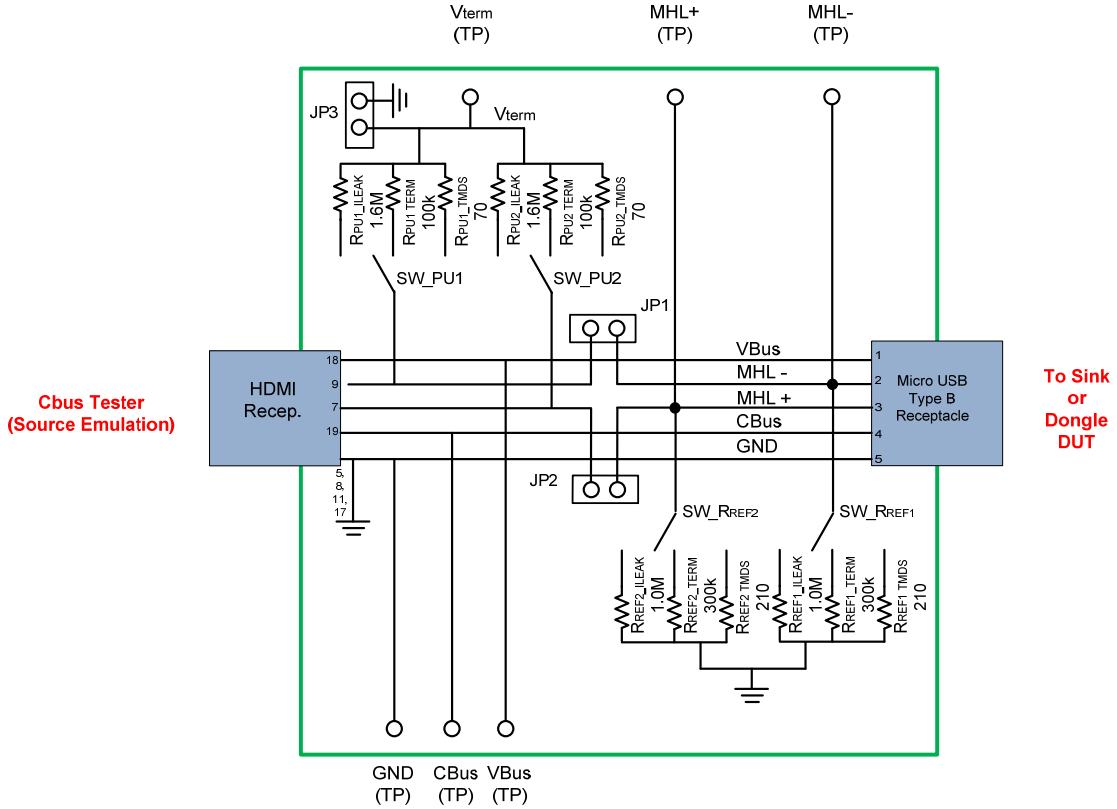 Vterm
(TP)
MHL+
(TP)
MHL-
(TP)
JP3
Vterm
RPU1_ILEAK
1.6M
RPU1 TERM
100k
RPU1_TMDS
70
RPU2_ILEAK
1.6M
RPU2 TERM
100k
RPU2_TMDS
70
SW_PU1
SW_PU2
JP1
Cbus Tester
(Source Emulation)
HDMI
Recep.
18
9
7
19
5,
8,
11,
17
VBus
MHL -
MHL +
CBus
GND
1
2
3
4
5
Micro USB
Type B
Receptacle
To Sink
or
Dongle
DUT
JP2
SW_RREF2
SW_RREF1
RREF2_ILEAK
1.0M
RREF2_TERM
300k
RREF2 TMDS
210
RREF1_ILEAK
1.0M
RREF1_TERM
300k
RREF1 TMDS
210
GND
(TP)
CBus
(TP)
VBus
(TP)